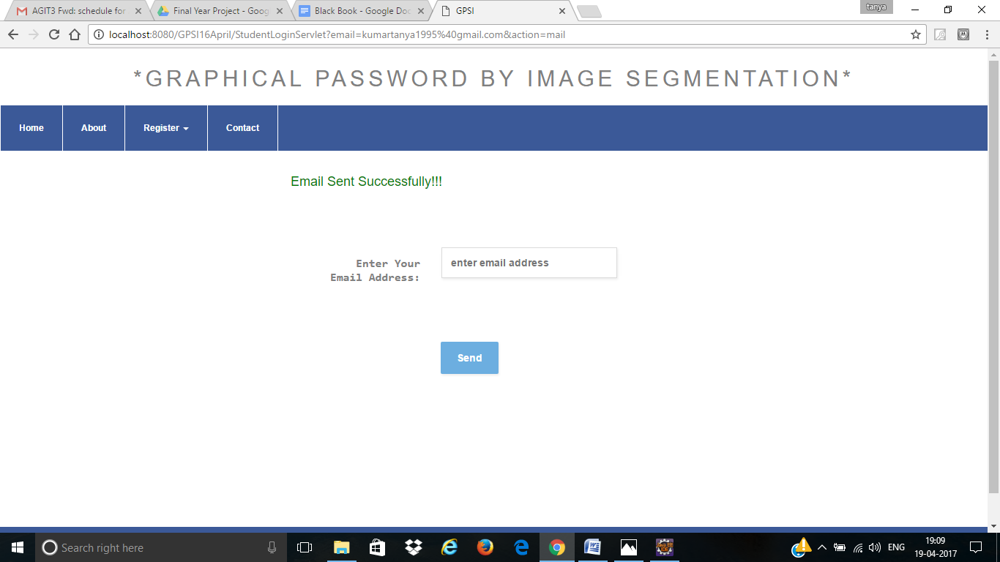 tanya
AGIT3 Fwd: schedule for
Final Year Project - Goog
Black Book - Google Doc
GPSI
localhost:8080/GPSI16April/StudentLoginServlet?email=kumartanya1995%40gmail.com&action=mail
*GRAPHICAL PASSWORD BY IMAGE SEGMENTATION*
Home
About
Register
Contact
Email Sent Successfully!!!
Enter Your
Email Address:
enter email address
Send
Search right here
ENG
19:09
19-04-2017